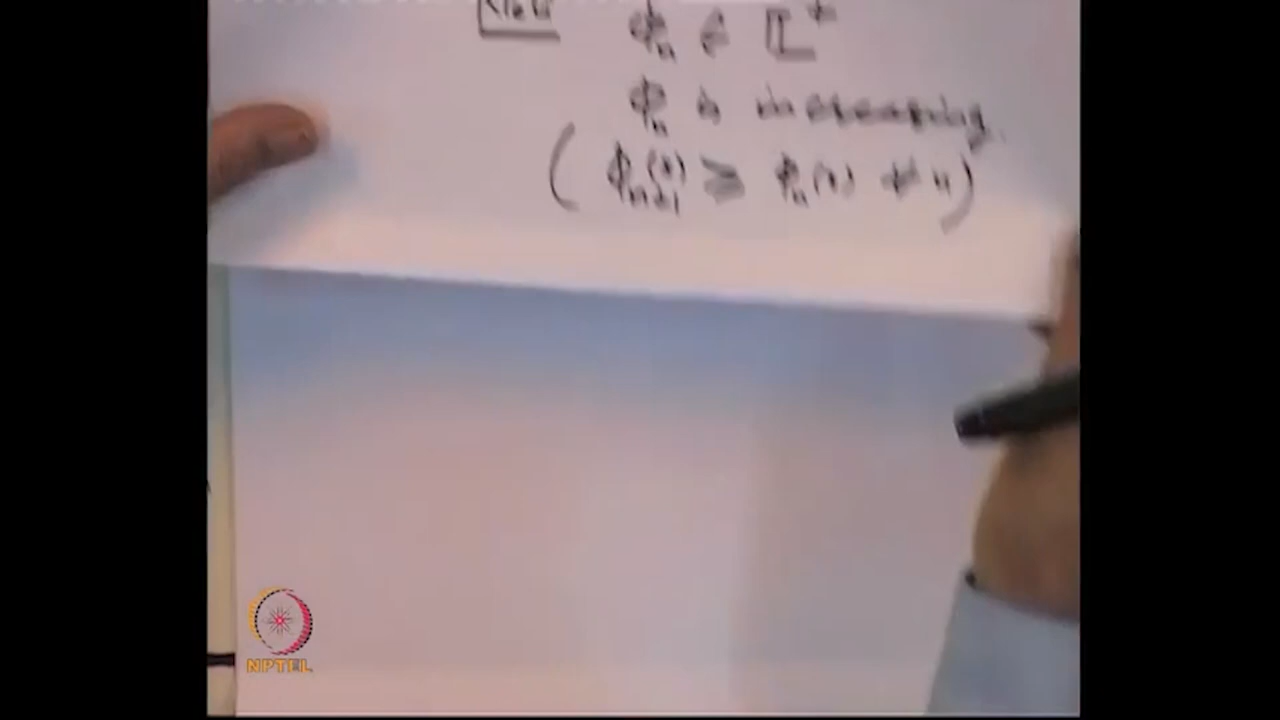 φₙ ∈ 𝕃⁺
φₙ is increasing.
( φₙ₊₁(x) ≥ φₙ(x) ∀ n )
NPTEL